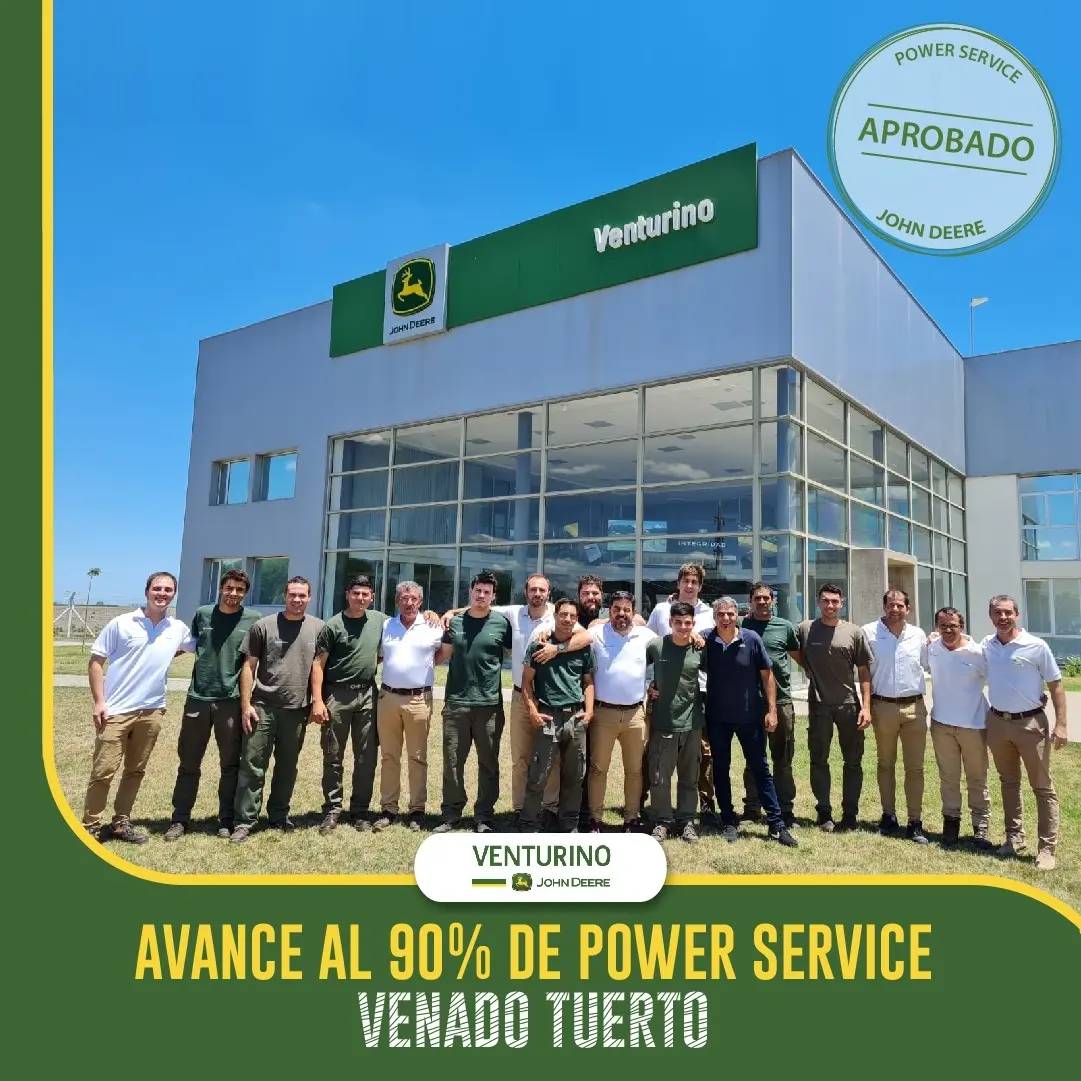 POWER SERVICE
APROBADO
JOHN DEERE
Venturino
JOHN DEERE
INTEGRIDAD
VENTURINO
JOHN DEERE
AVANCE AL 90% DE POWER SERVICE
VENADO TUERTO